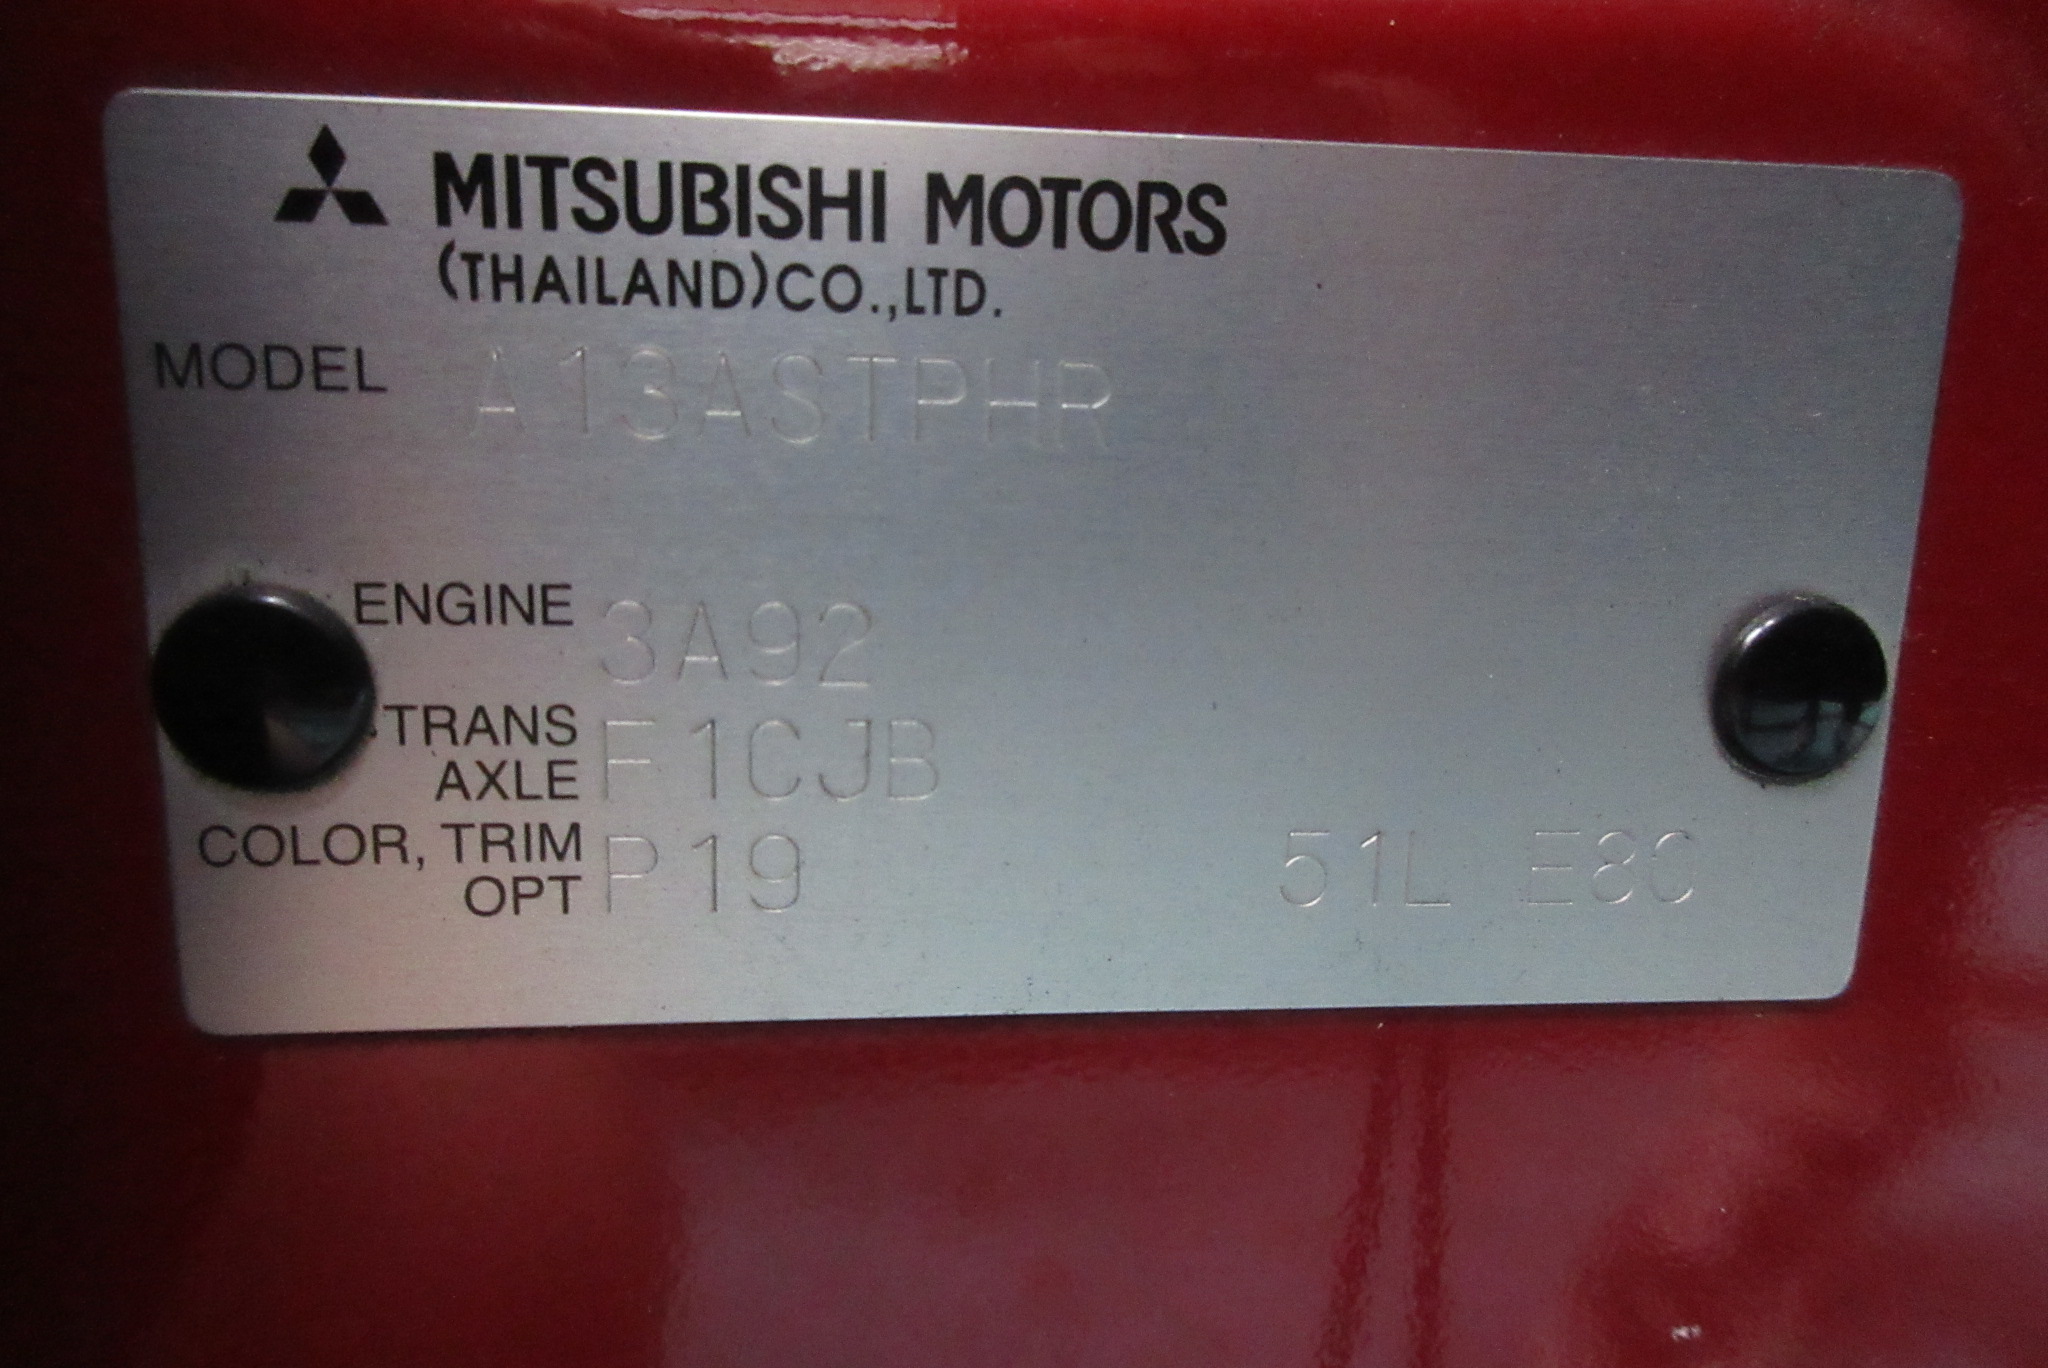 MITSUBISHI MOTORS
(THAILAND)CO.,LTD.
MODEL A13ASTPHR
ENGINE 3A92
TRANS
AXLE F1CJB
COLOR, TRIM
OPT P19 51L E8C